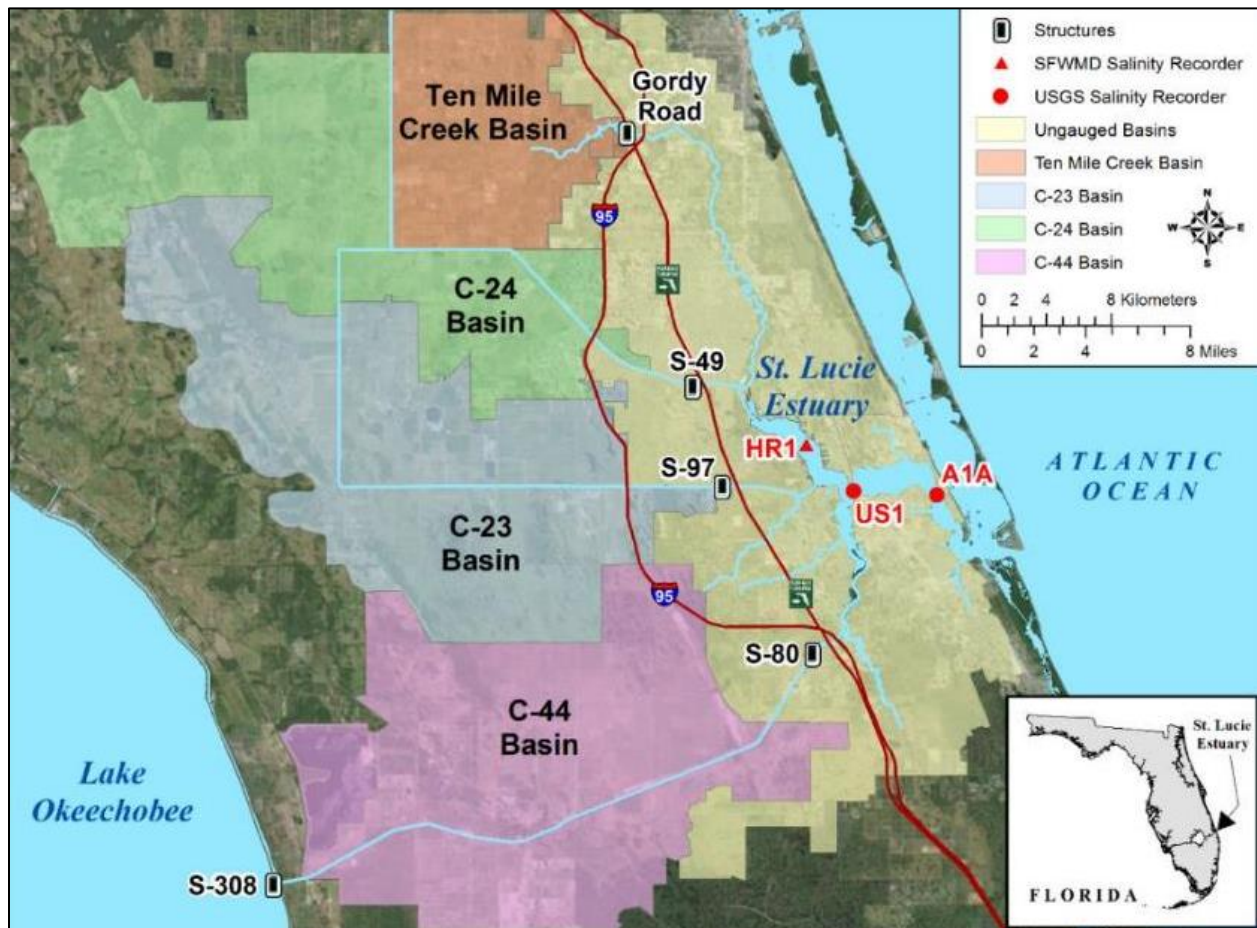 Structures
SFWMD Salinity Recorder
USGS Salinity Recorder
Ungauged Basins
Ten Mile Creek Basin
C-23 Basin
C-24 Basin
C-44 Basin
N
W E
S
0 2 4 8 Kilometers
0 2 4 8 Miles
Ten Mile
Creek Basin
Gordy
Road
95
C-24
Basin
S-49
St. Lucie
Estuary
HR1
S-97
A1A
US1
ATLANTIC
OCEAN
C-23
Basin
95
S-80
C-44
Basin
Lake
Okeechobee
S-308
St. Lucie
Estuary
FLORIDA